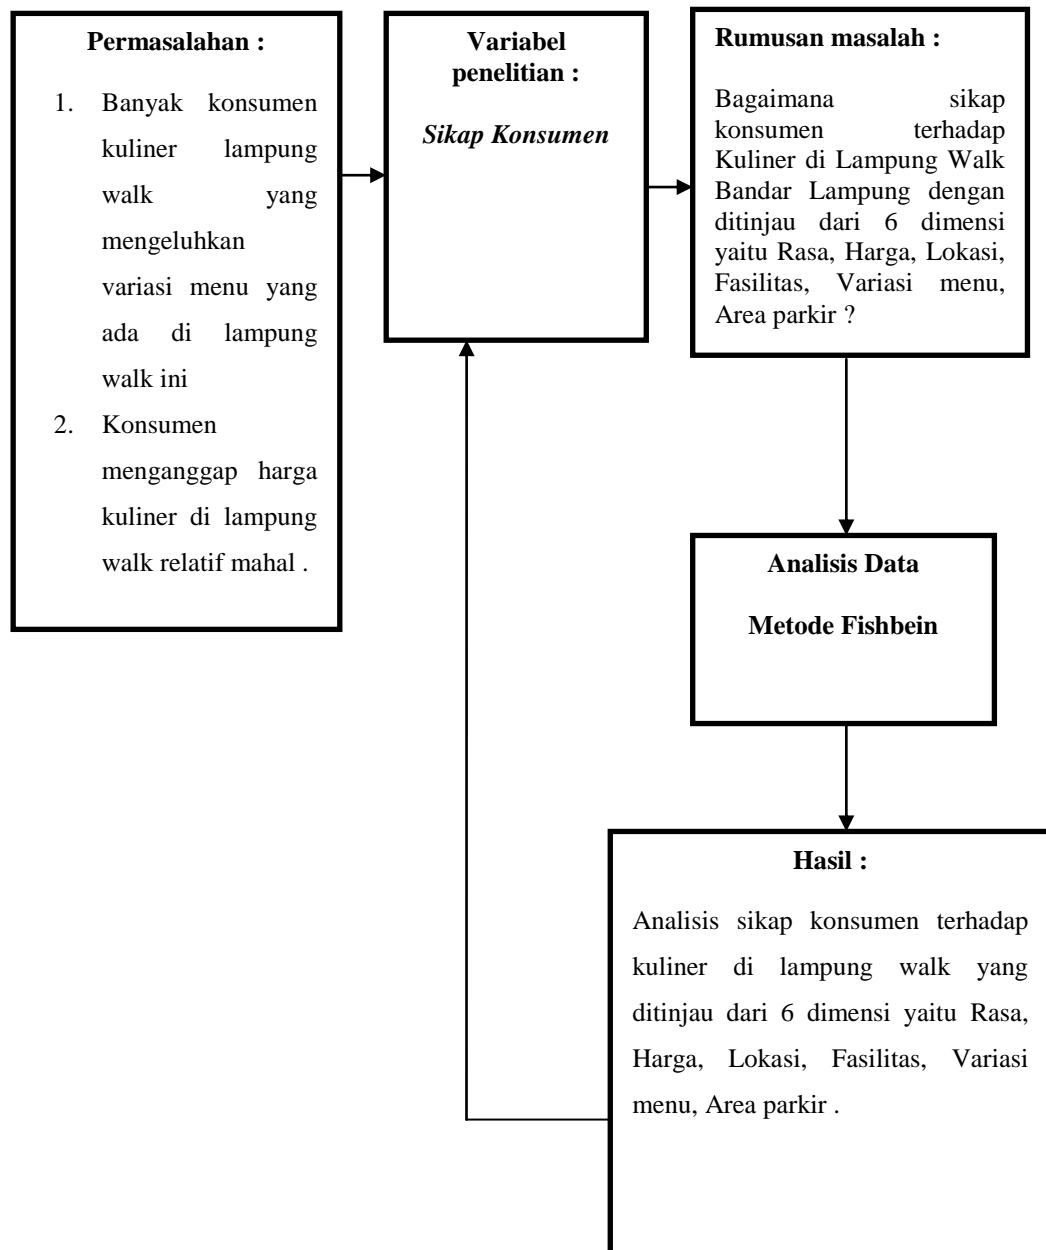 Permasalahan :
1. Banyak konsumen
kuliner lampung
walk yang
mengeluhkan
variasi menu yang
ada di lampung
walk ini
2. Konsumen
menganggap harga
kuliner di lampung
walk relatif mahal .
Variabel
penelitian :
Sikap Konsumen
Rumusan masalah :
Bagaimana sikap
konsumen terhadap
Kuliner di Lampung Walk
Bandar Lampung dengan
ditinjau dari 6 dimensi
yaitu Rasa, Harga, Lokasi,
Fasilitas, Variasi menu,
Area parkir ?
Analisis Data
Metode Fishbein
Hasil :
Analisis sikap konsumen terhadap
kuliner di lampung walk yang
ditinjau dari 6 dimensi yaitu Rasa,
Harga, Lokasi, Fasilitas, Variasi
menu, Area parkir .